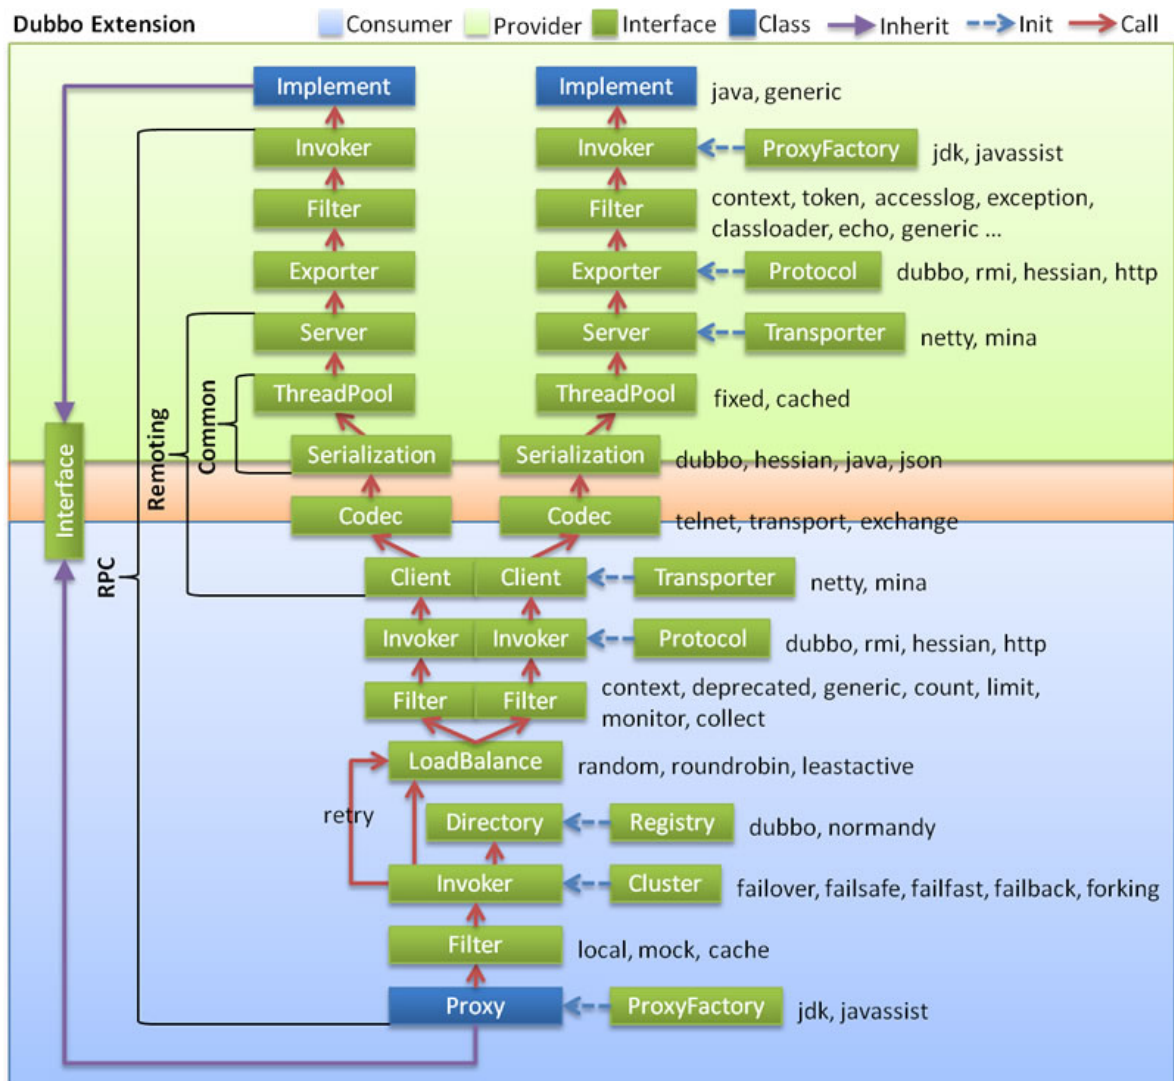 Dubbo Extension
Consumer
Provider
Interface
Class
Inherit
Init
Call
Implement
Implement
java, generic
Invoker
Invoker
ProxyFactory
jdk, javassist
Filter
Filter
context, token, accesslog, exception,
classloader, echo, generic ...
Exporter
Exporter
Protocol
dubbo, rmi, hessian, http
Server
Server
Transporter
netty, mina
ThreadPool
ThreadPool
fixed, cached
Common
Remoting
RPC
Interface
Serialization
Serialization
dubbo, hessian, java, json
Codec
Codec
telnet, transport, exchange
Client
Client
Transporter
netty, mina
Invoker
Invoker
Protocol
dubbo, rmi, hessian, http
Filter
Filter
context, deprecated, generic, count, limit,
monitor, collect
LoadBalance
random, roundrobin, leastactive
retry
Directory
Registry
dubbo, normandy
Invoker
Cluster
failover, failsafe, failfast, failback, forking
Filter
local, mock, cache
Proxy
ProxyFactory
jdk, javassist